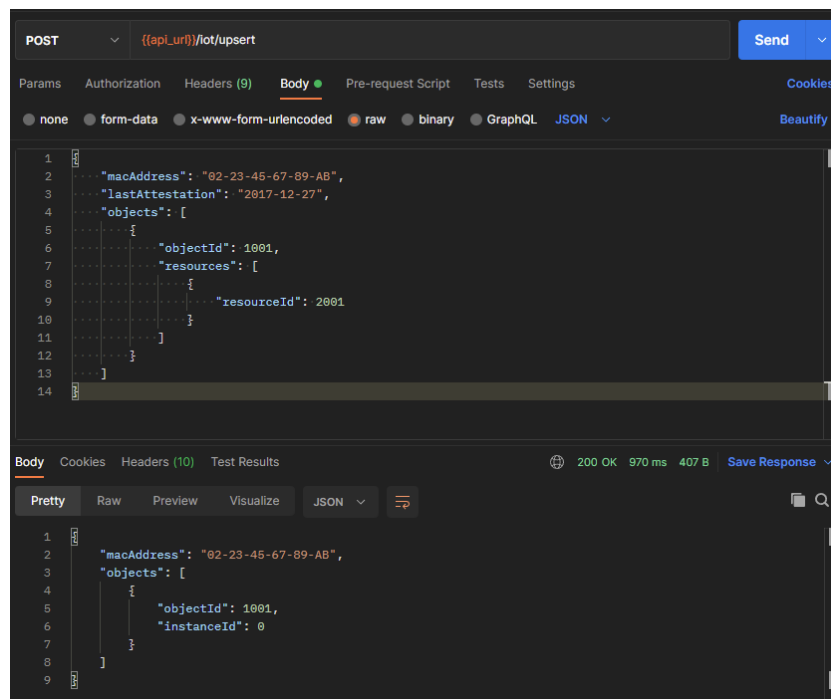 POST {{api_url}}/iot/upsert Send
Params Authorization Headers (9) Body Pre-request Script Tests Settings Cookies
none form-data x-www-form-urlencoded raw binary GraphQL JSON Beautify
1 {
2 "macAddress": "02-23-45-67-89-AB",
3 "lastAttestation": "2017-12-27",
4 "objects": [
5 {
6 "objectId": 1001,
7 "resources": [
8 {
9 "resourceId": 2001
10 }
11 ]
12 }
13 ]
14 }
Body Cookies Headers (10) Test Results 200 OK 970 ms 407 B Save Response
Pretty Raw Preview Visualize JSON
1 {
2 "macAddress": "02-23-45-67-89-AB",
3 "objects": [
4 {
5 "objectId": 1001,
6 "instanceId": 0
7 }
8 ]
9 }